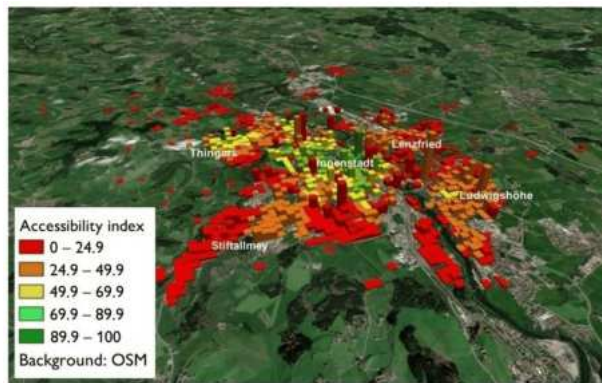 Thingers
Innenstadt
Lenzfried
Ludwigshöhe
Stiftallmey
Accessibility index
0 – 24.9
24.9 – 49.9
49.9 – 69.9
69.9 – 89.9
89.9 – 100
Background: OSM